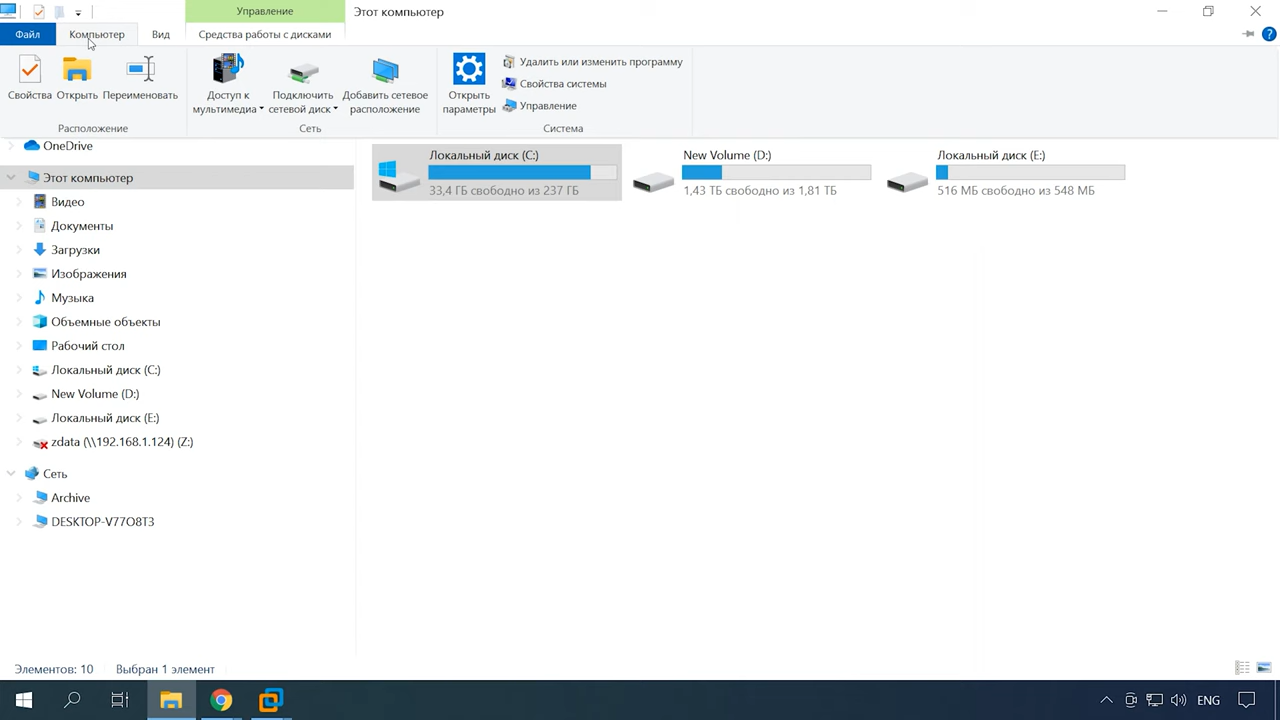 Управление
Этот компьютер
Файл
Компьютер
Вид
Средства работы с дисками
Свойства
Открыть
Переименовать
Расположение
Доступ к
мультимедиа
Подключить
сетевой диск
Добавить сетевое
расположение
Сеть
Открыть
параметры
Удалить или изменить программу
Свойства системы
Управление
Система
OneDrive
Этот компьютер
Видео
Документы
Загрузки
Изображения
Музыка
Объемные объекты
Рабочий стол
Локальный диск (C:)
New Volume (D:)
Локальный диск (E:)
zdata (\\192.168.1.124) (Z:)
Сеть
Archive
DESKTOP-V77O8T3
Локальный диск (C:)
33,4 ГБ свободно из 237 ГБ
New Volume (D:)
1,43 ТБ свободно из 1,81 ТБ
Локальный диск (E:)
516 МБ свободно из 548 МБ
Элементов: 10
Выбран 1 элемент
ENG